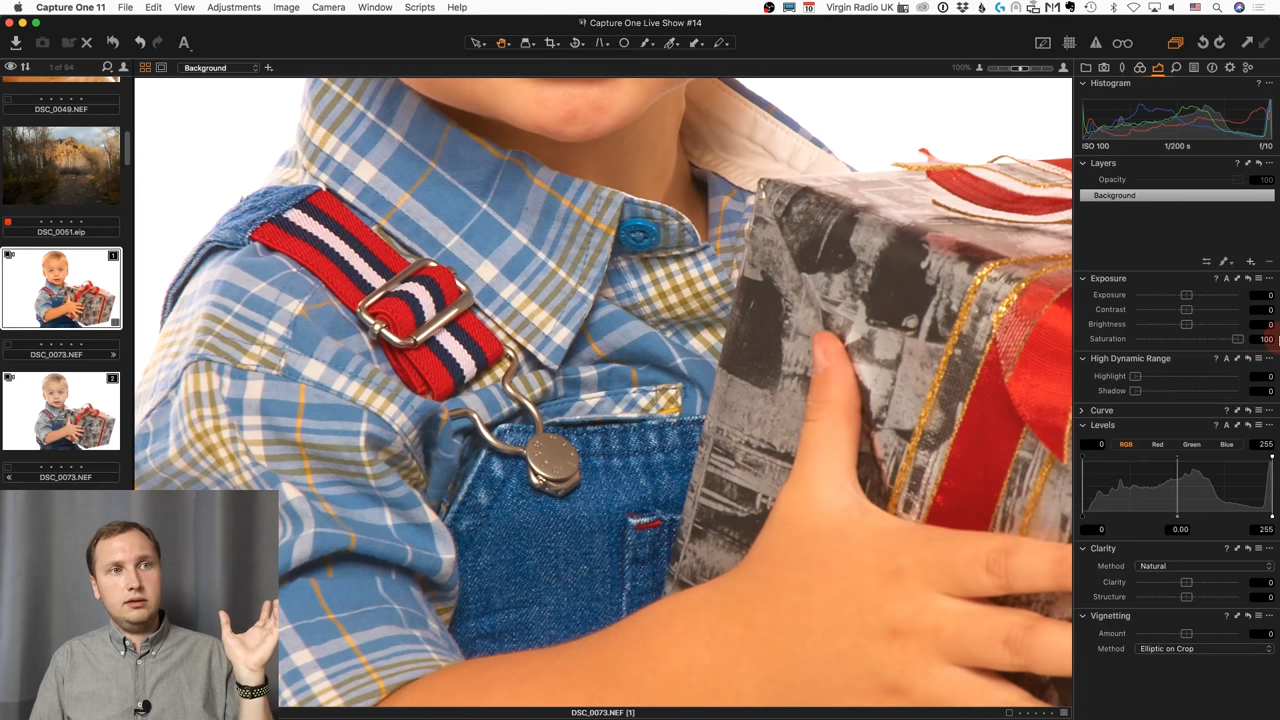 Capture One 11 File Edit View Adjustments Image Camera Window Scripts Help Virgin Radio UK
Capture One Live Show #14
1 of 94
Background
100%
DSC_0049.NEF
DSC_0051.eip
1
DSC_0073.NEF
2
DSC_0073.NEF
Histogram
ISO 100 1/200 s f/10
Layers
Opacity 100
Background
Exposure
Exposure 0
Contrast 0
Brightness 0
Saturation 100
High Dynamic Range
Highlight 0
Shadow 0
Curve
Levels
0 RGB Red Green Blue 255
0 0.00 255
Clarity
Method Natural
Clarity 0
Structure 0
Vignetting
Amount 0
Method Elliptic on Crop
DSC_0073.NEF [1]